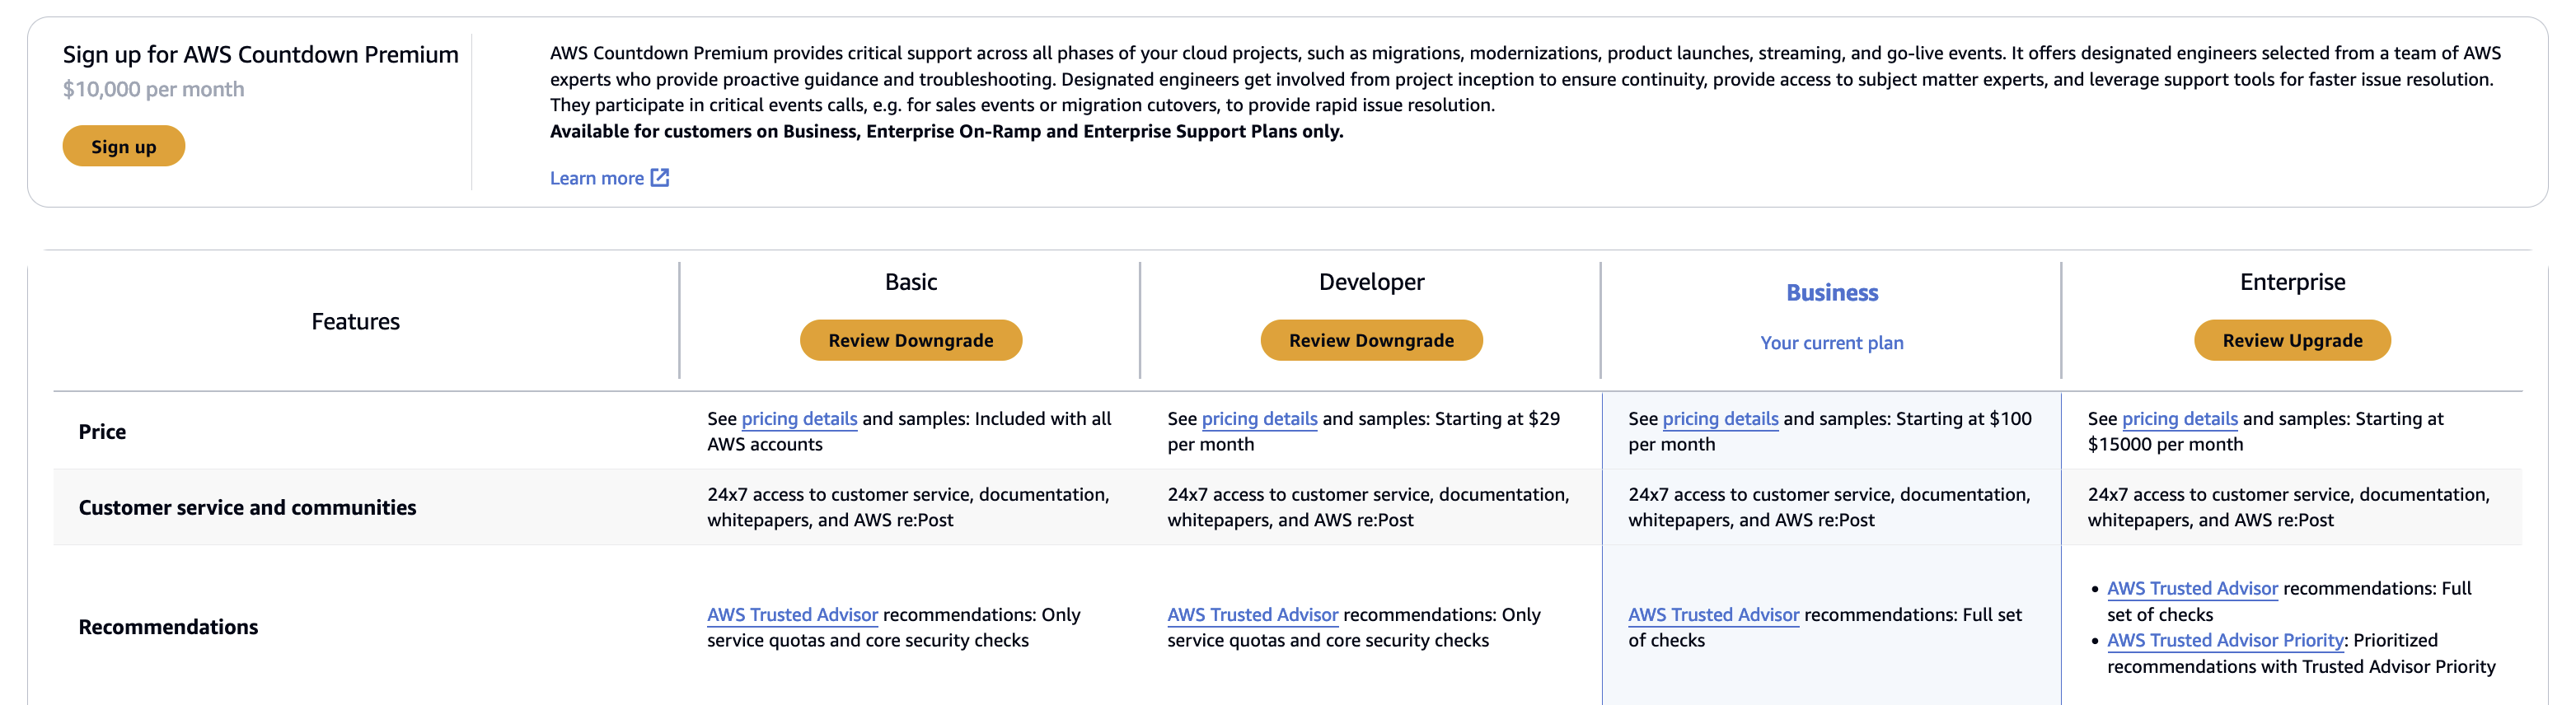 Sign up for AWS Countdown Premium
$10,000 per month
Sign up
AWS Countdown Premium provides critical support across all phases of your cloud projects, such as migrations, modernizations, product launches, streaming, and go-live events. It offers designated engineers selected from a team of AWS
experts who provide proactive guidance and troubleshooting. Designated engineers get involved from project inception to ensure continuity, provide access to subject matter experts, and leverage support tools for faster issue resolution.
They participate in critical events calls, e.g. for sales events or migration cutovers, to provide rapid issue resolution.
Available for customers on Business, Enterprise On-Ramp and Enterprise Support Plans only.
Learn more
Features
Basic
Review Downgrade
Developer
Review Downgrade
Business
Your current plan
Enterprise
Review Upgrade
Price
See pricing details and samples: Included with all
AWS accounts
See pricing details and samples: Starting at $29
per month
See pricing details and samples: Starting at $100
per month
See pricing details and samples: Starting at
$15000 per month
Customer service and communities
24x7 access to customer service, documentation,
whitepapers, and AWS re:Post
24x7 access to customer service, documentation,
whitepapers, and AWS re:Post
24x7 access to customer service, documentation,
whitepapers, and AWS re:Post
24x7 access to customer service, documentation,
whitepapers, and AWS re:Post
Recommendations
AWS Trusted Advisor recommendations: Only
service quotas and core security checks
AWS Trusted Advisor recommendations: Only
service quotas and core security checks
AWS Trusted Advisor recommendations: Full set
of checks
• AWS Trusted Advisor recommendations: Full
set of checks
• AWS Trusted Advisor Priority: Prioritized
recommendations with Trusted Advisor Priority